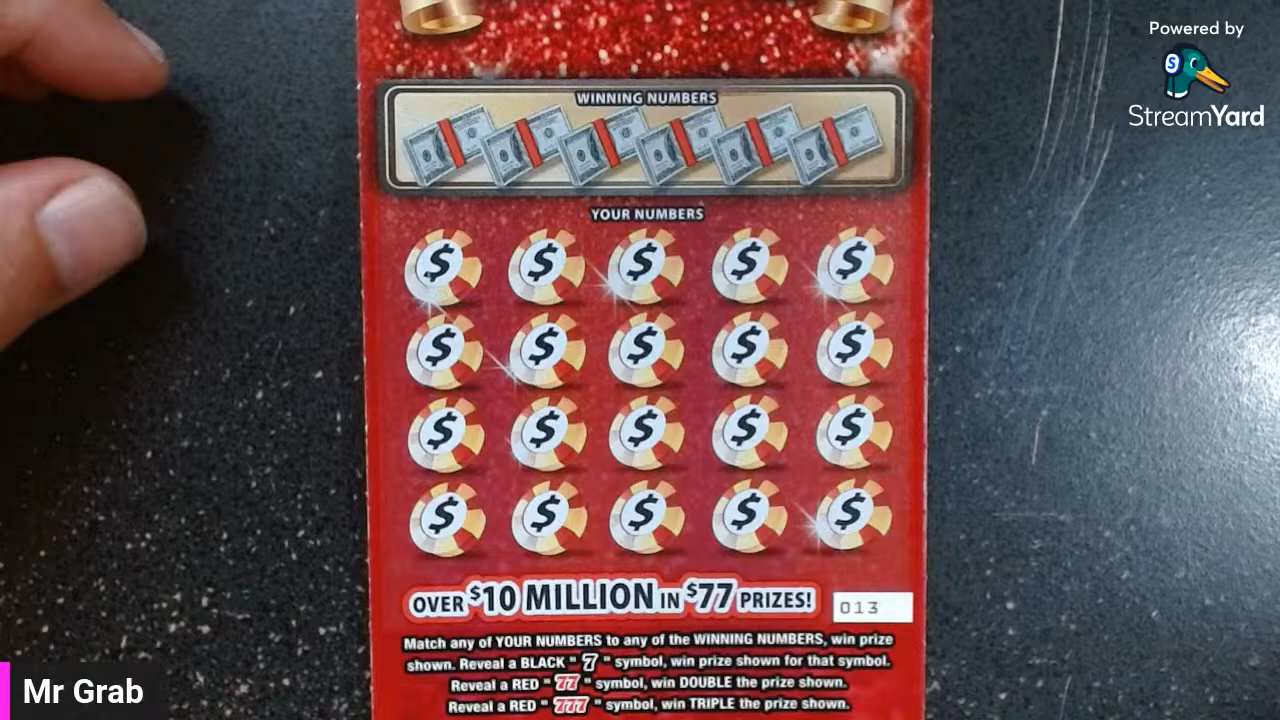 Powered by
StreamYard
WINNING NUMBERS
YOUR NUMBERS
$ $ $ $ $
$ $ $ $ $
$ $ $ $ $
$ $ $ $ $
OVER $10 MILLION IN $77 PRIZES!
013
Match any of YOUR NUMBERS to any of the WINNING NUMBERS, win prize
shown. Reveal a BLACK "7" symbol, win prize shown for that symbol.
Reveal a RED "77" symbol, win DOUBLE the prize shown.
Reveal a RED "777" symbol, win TRIPLE the prize shown.
Mr Grab